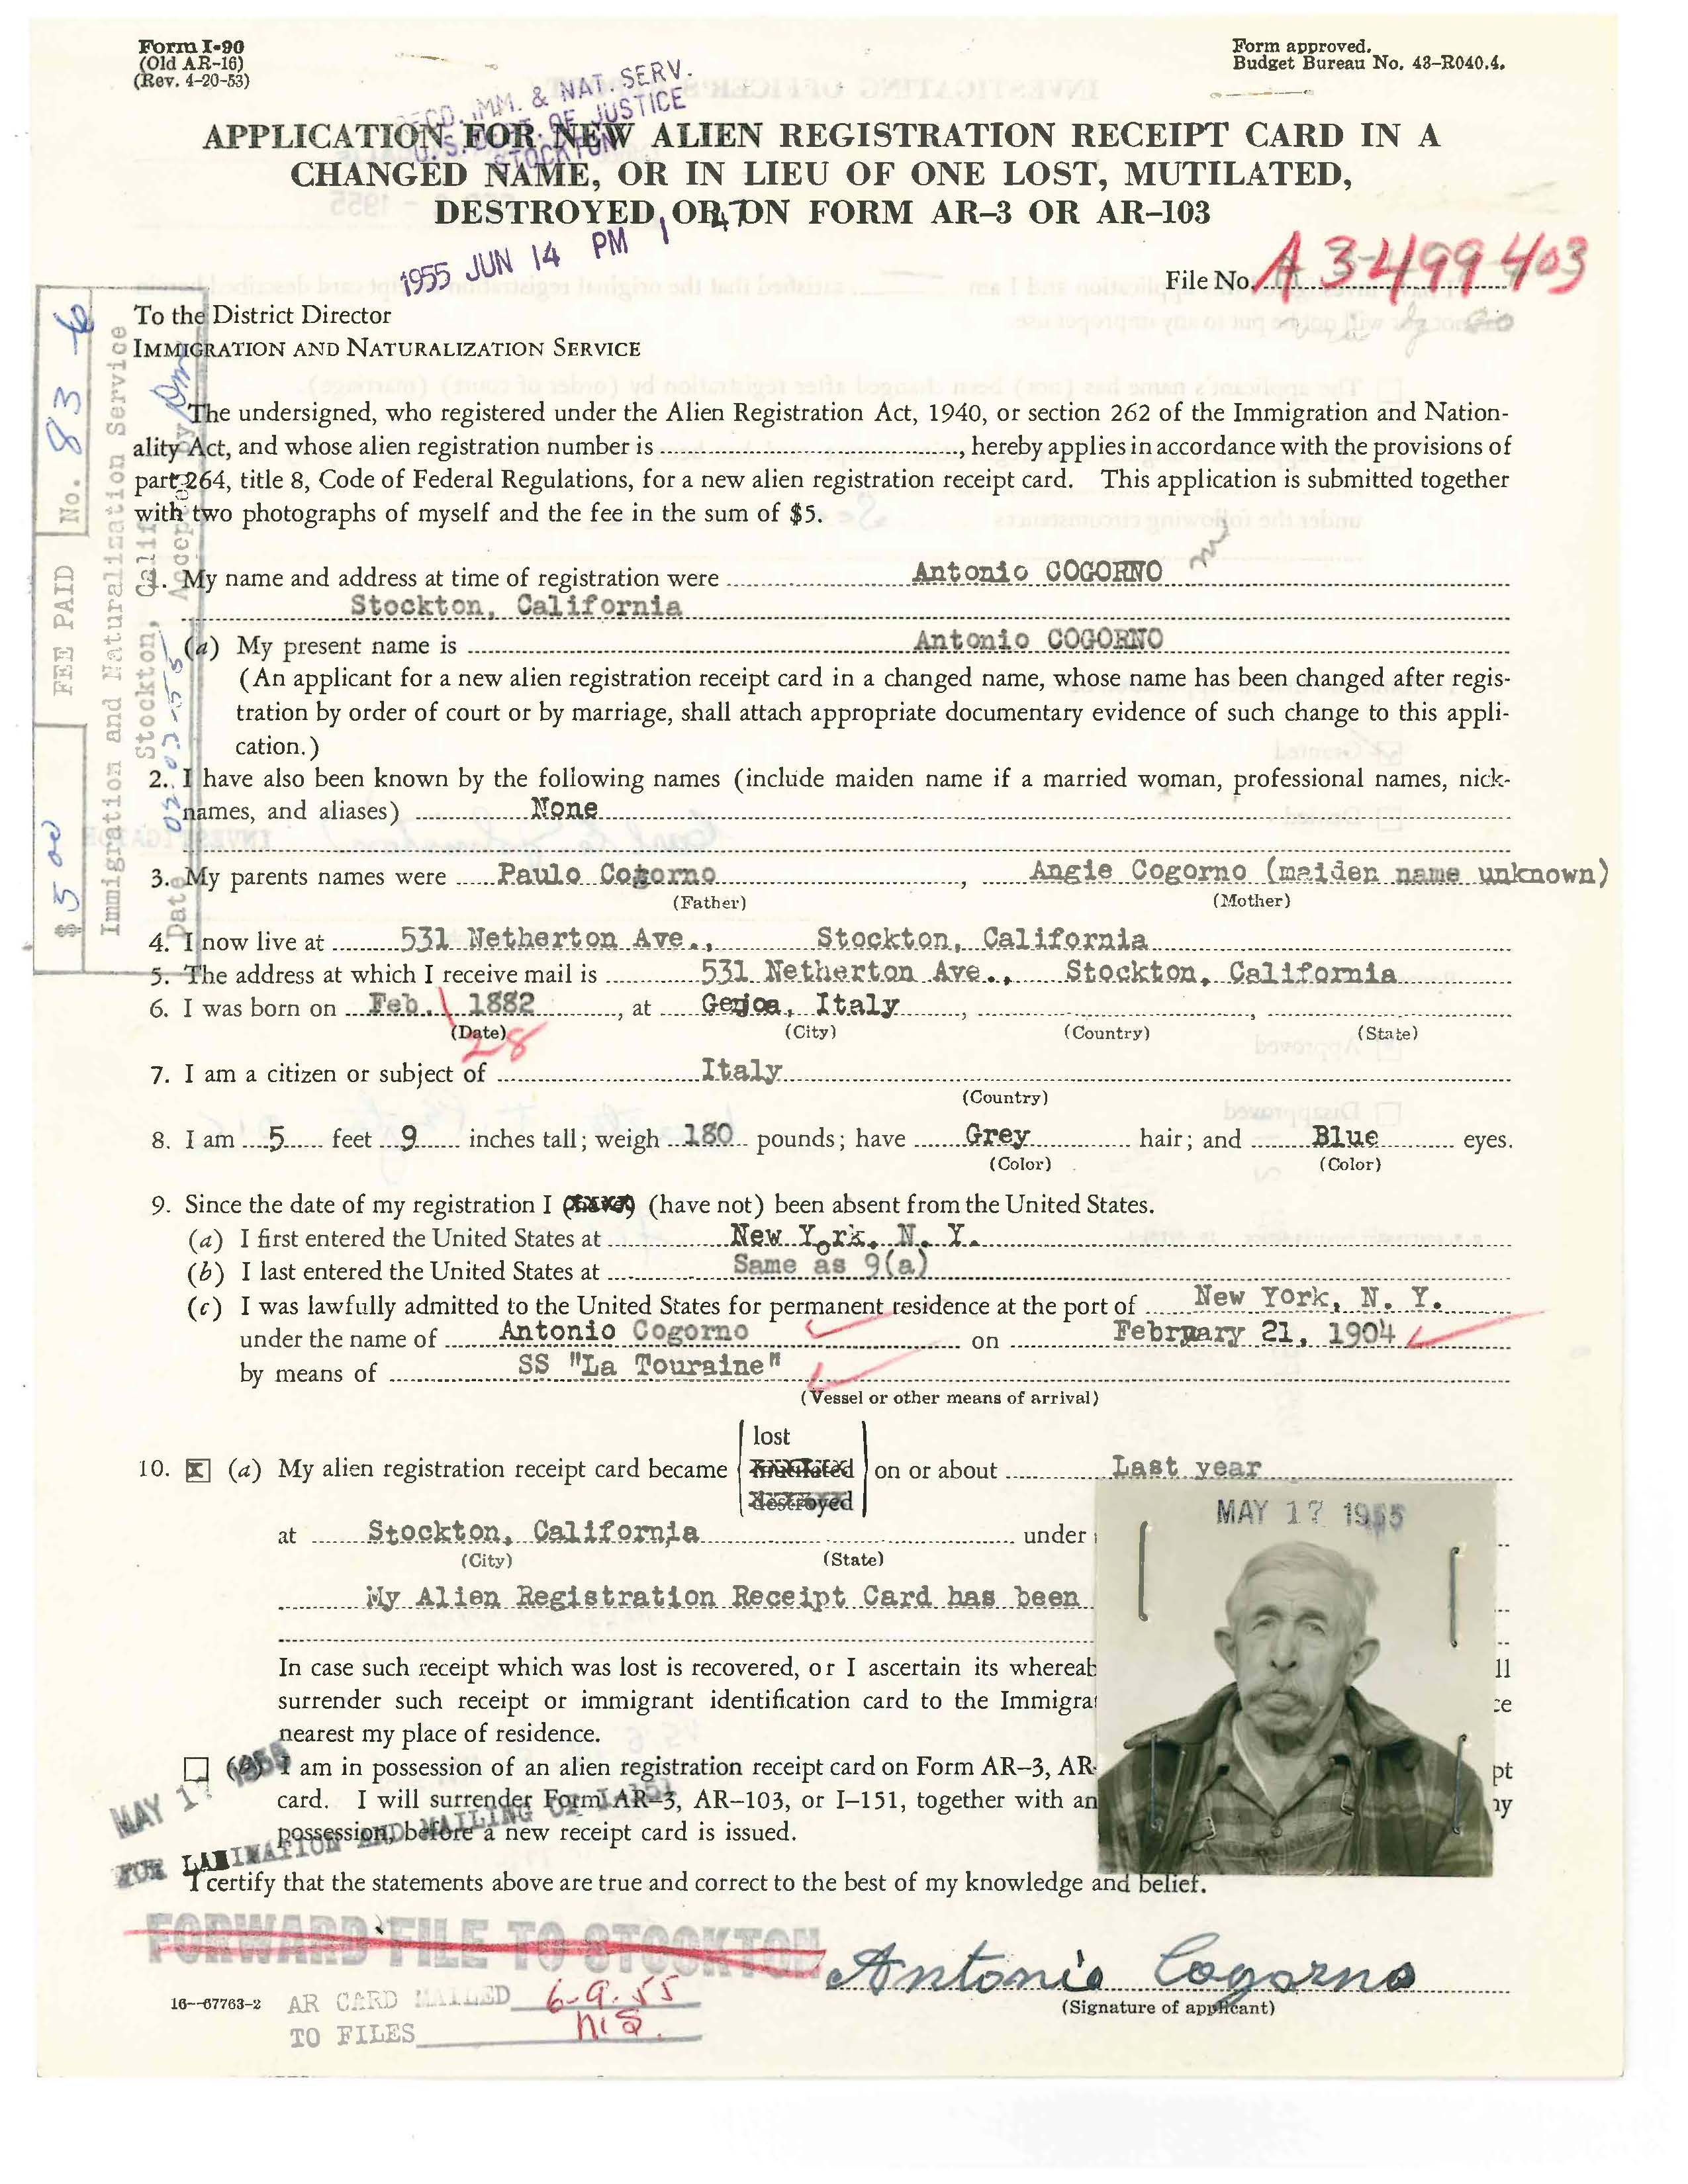 Form I-90
(Old AR-16)
(Rev. 4-20-53)
Form approved.
Budget Bureau No. 43-R040.4.
IMM. & NAT. SERV.
U.S. DEPT. OF JUSTICE
STOCKTON
APPLICATION FOR NEW ALIEN REGISTRATION RECEIPT CARD IN A
CHANGED NAME, OR IN LIEU OF ONE LOST, MUTILATED,
DESTROYED, OR ON FORM AR-3 OR AR-103
1955 JUN 14 PM 1
File No. A3499403
To the District Director
IMMIGRATION AND NATURALIZATION SERVICE
$ 5 00 FEE PAID No. 83
Immigration and Naturalization Service
Stockton, Calif
Date Accepted by
The undersigned, who registered under the Alien Registration Act, 1940, or section 262 of the Immigration and Nation-
ality Act, and whose alien registration number is ........, hereby applies in accordance with the provisions of
part 264, title 8, Code of Federal Regulations, for a new alien registration receipt card. This application is submitted together
with two photographs of myself and the fee in the sum of $5.
1. My name and address at time of registration were Antonio COGORNO
Stockton, California
(a) My present name is Antonio COGORNO
(An applicant for a new alien registration receipt card in a changed name, whose name has been changed after regis-
tration by order of court or by marriage, shall attach appropriate documentary evidence of such change to this appli-
cation.)
2. I have also been known by the following names (include maiden name if a married woman, professional names, nick-
names, and aliases) None
3. My parents names were Paulo Cogorno, Angie Cogorno (maiden name unknown)
(Father) (Mother)
4. I now live at 531 Netherton Ave., Stockton, California
5. The address at which I receive mail is 531 Netherton Ave., Stockton, California
6. I was born on Feb. 1882, at Genoa, Italy
28
(Date) (City) (Country) (State)
7. I am a citizen or subject of Italy
(Country)
8. I am 5 feet 9 inches tall; weigh 180 pounds; have Grey hair; and Blue eyes.
(Color) (Color)
9. Since the date of my registration I (have) (have not) been absent from the United States.
(a) I first entered the United States at New York, N. Y.
(b) I last entered the United States at Same as 9(a)
(c) I was lawfully admitted to the United States for permanent residence at the port of New York, N. Y.
under the name of Antonio Cogorno on February 21, 1904
by means of SS "La Touraine"
(Vessel or other means of arrival)
lost
10. X (a) My alien registration receipt card became mutilated on or about Last year
destroyed
MAY 17 1955
at Stockton, California under
(City) (State)
My Alien Registration Receipt Card has been
In case such receipt which was lost is recovered, or I ascertain its whereab
ll
surrender such receipt or immigrant identification card to the Immigra
ce
nearest my place of residence.
(b) I am in possession of an alien registration receipt card on Form AR-3, AR-
pt
card. I will surrender Form AR-3, AR-103, or I-151, together with an
ny
possession, before a new receipt card is issued.
MAY 17 1955
FOR LAMINATION AND MAILING OF I-151
I certify that the statements above are true and correct to the best of my knowledge and belief.
FORWARD FILE TO STOCKTON
Antonio Cogorno
(Signature of applicant)
16-67763-2
AR CARD MAILED 6-9-55
TO FILES